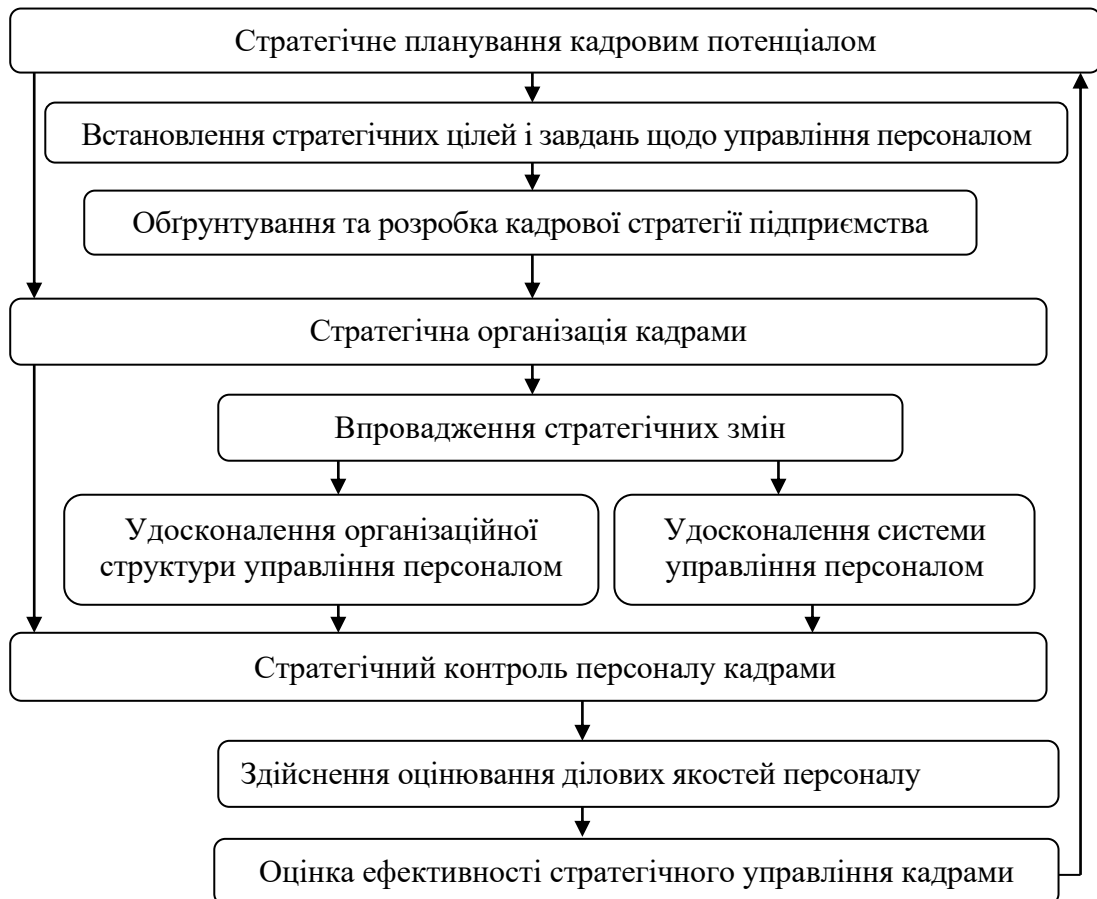 Стратегічне планування кадровим потенціалом
Встановлення стратегічних цілей і завдань щодо управління персоналом
Обґрунтування та розробка кадрової стратегії підприємства
Стратегічна організація кадрами
Впровадження стратегічних змін
Удосконалення організаційної
структури управління персоналом
Удосконалення системи
управління персоналом
Стратегічний контроль персоналу кадрами
Здійснення оцінювання ділових якостей персоналу
Оцінка ефективності стратегічного управління кадрами